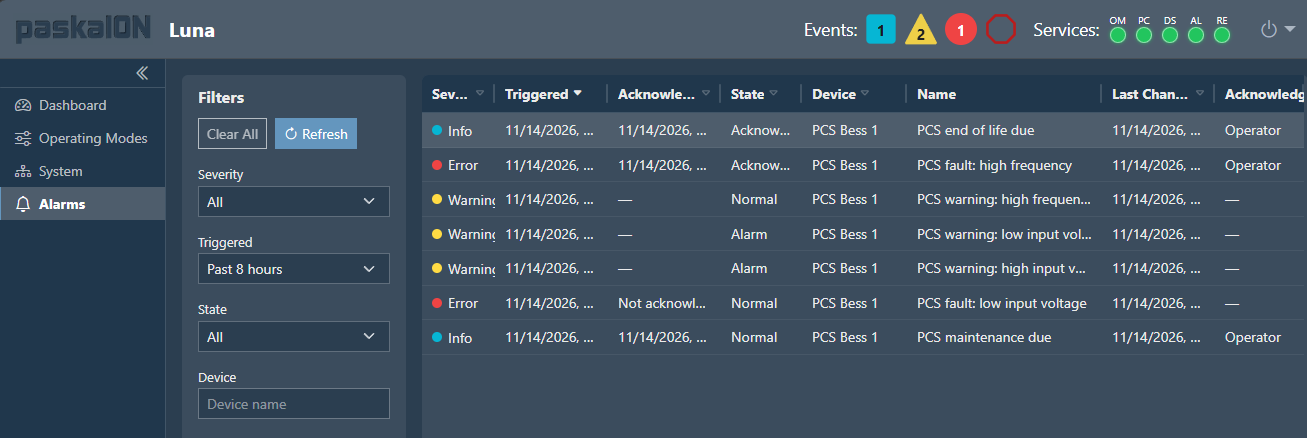 paskalON Luna Events: 1 2 1 Services: OM PC DS AL RE
Dashboard
Operating Modes
System
Alarms
Filters
Clear All Refresh
Severity
All
Triggered
Past 8 hours
State
All
Device
Device name
Sev... Triggered Acknowle... State Device Name Last Chan... Acknowledg
Info 11/14/2026, ... 11/14/2026, ... Acknow... PCS Bess 1 PCS end of life due 11/14/2026, ... Operator
Error 11/14/2026, ... 11/14/2026, ... Acknow... PCS Bess 1 PCS fault: high frequency 11/14/2026, ... Operator
Warning 11/14/2026, ... — Normal PCS Bess 1 PCS warning: high frequen... 11/14/2026, ... —
Warning 11/14/2026, ... — Alarm PCS Bess 1 PCS warning: low input vol... 11/14/2026, ... —
Warning 11/14/2026, ... — Alarm PCS Bess 1 PCS warning: high input v... 11/14/2026, ... —
Error 11/14/2026, ... Not acknowl... Normal PCS Bess 1 PCS fault: low input voltage 11/14/2026, ... —
Info 11/14/2026, ... 11/14/2026, ... Normal PCS Bess 1 PCS maintenance due 11/14/2026, ... Operator